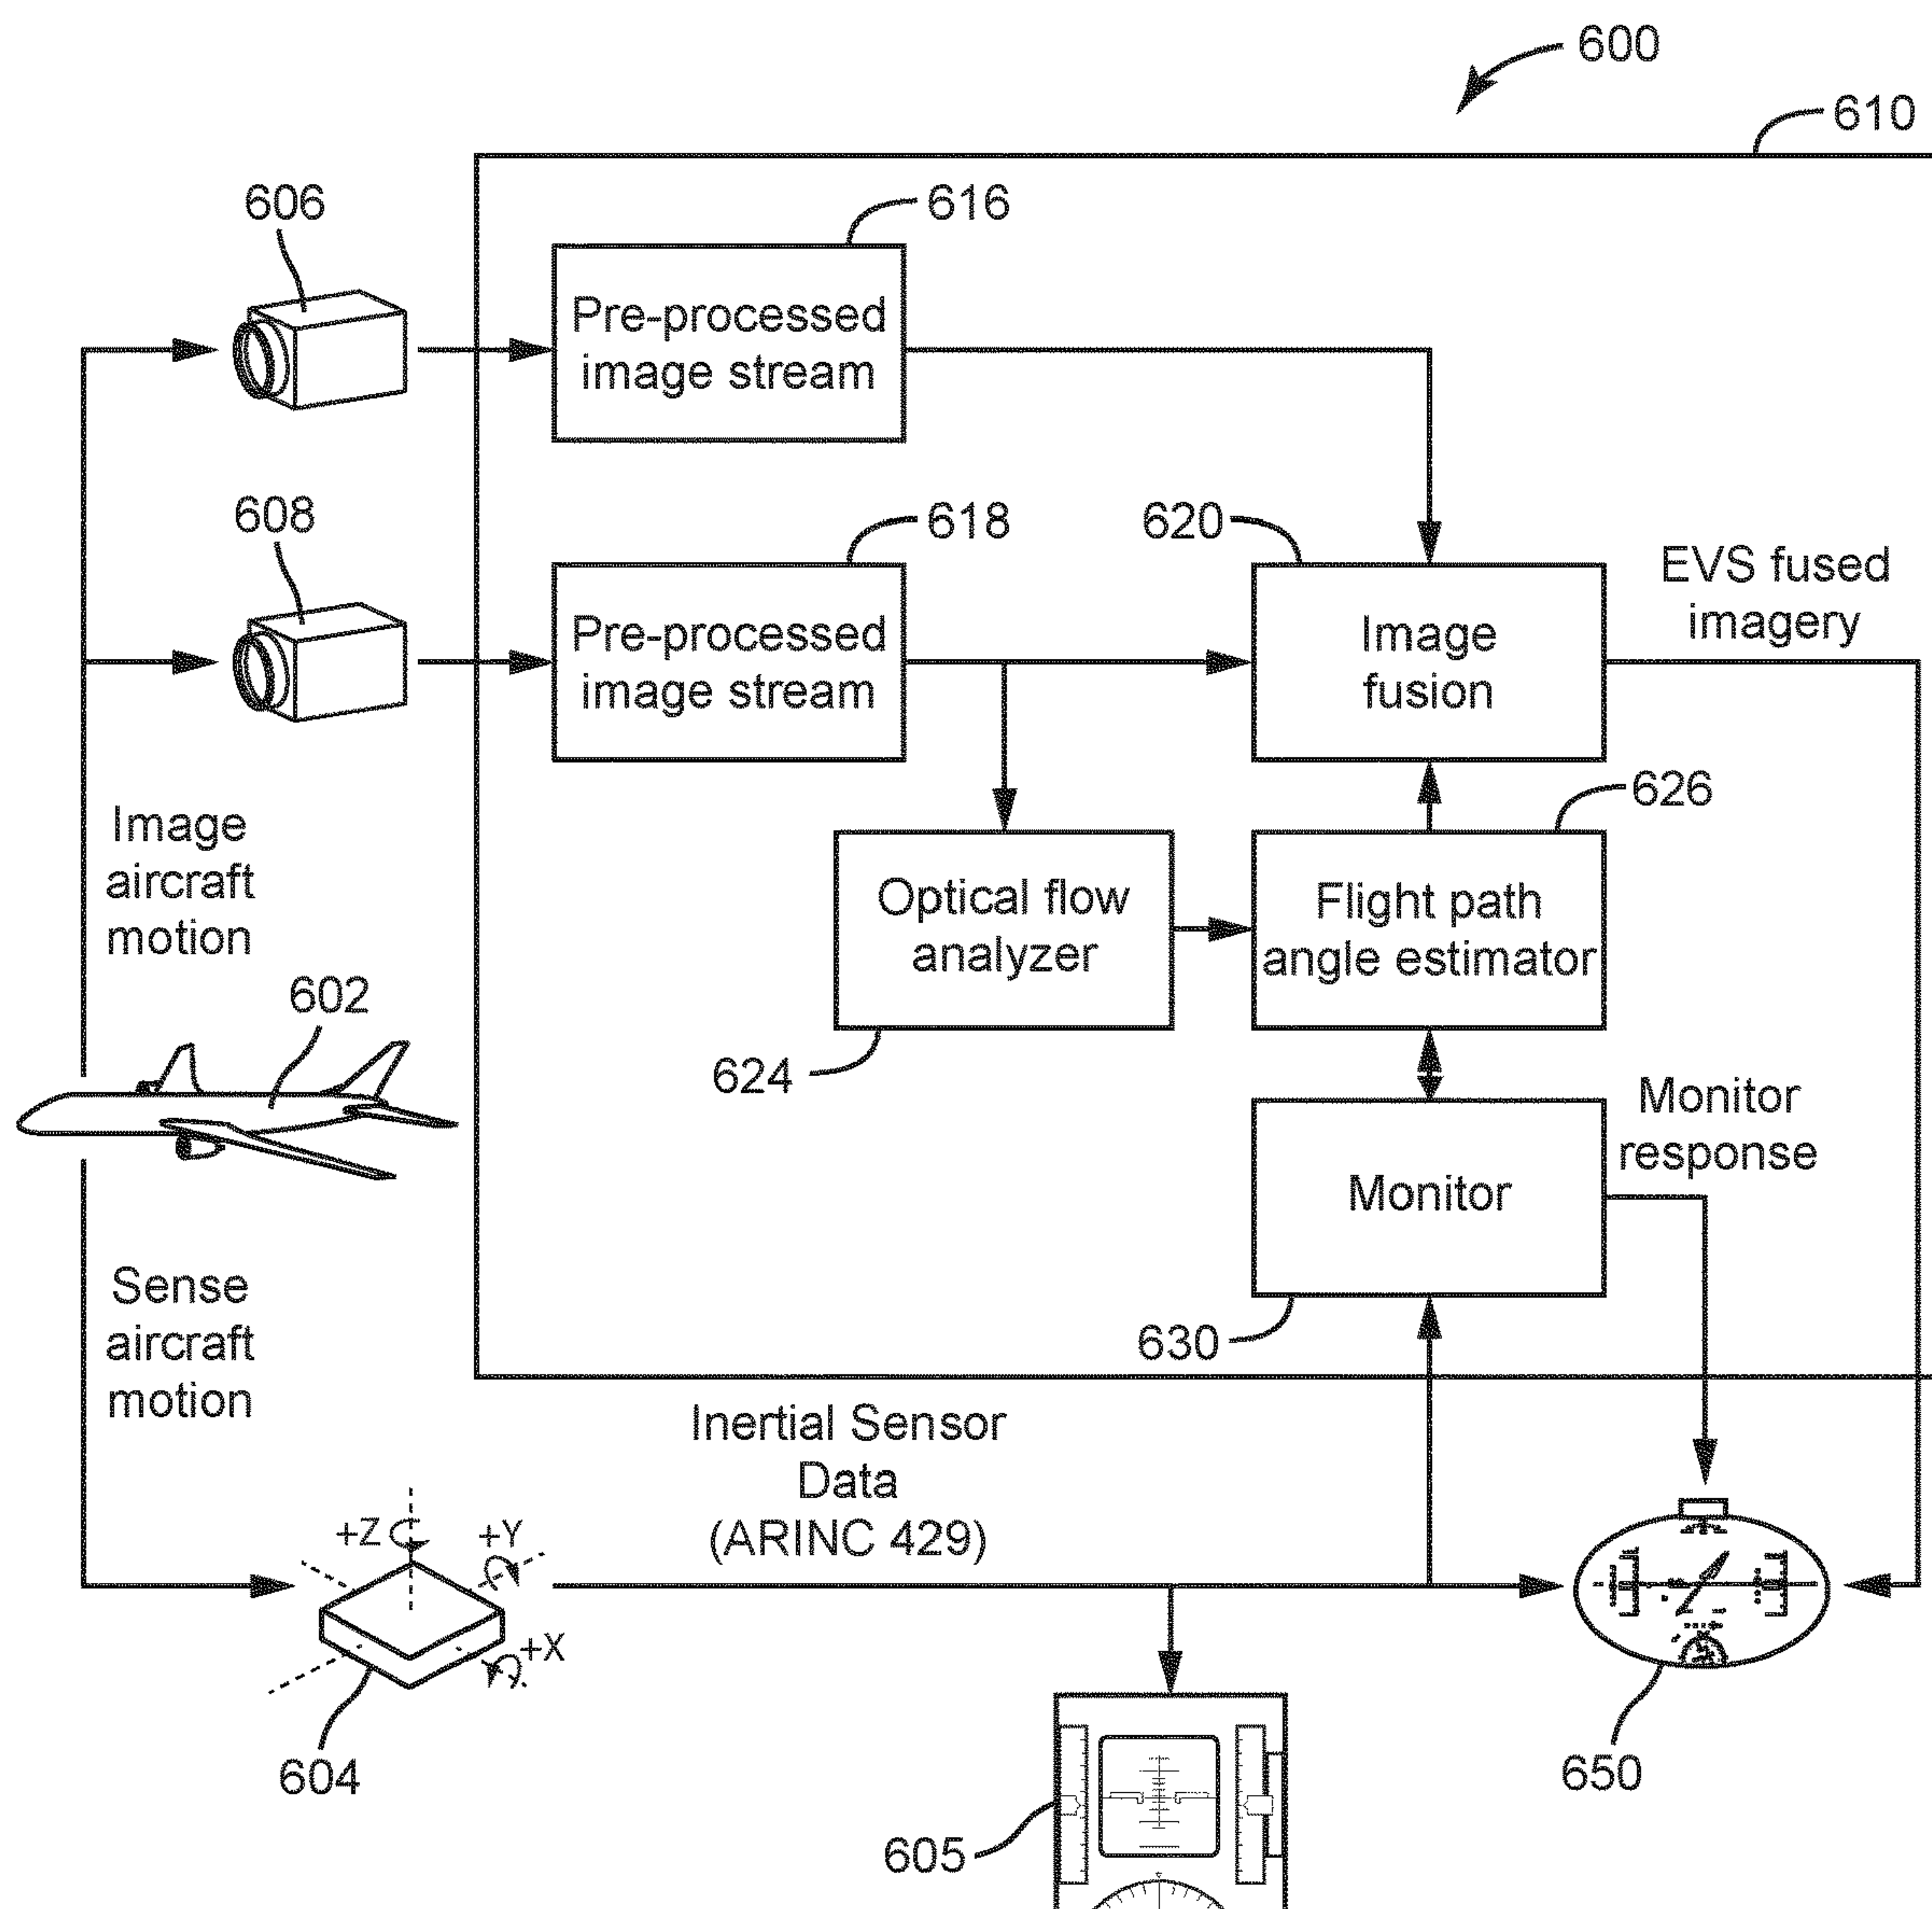 600
610
606
616
Pre-processed
image stream
608
618
620
EVS fused
imagery
Pre-processed
image stream
Image
fusion
626
Image
aircraft
motion
Optical flow
analyzer
Flight path
angle estimator
602
624
Monitor
response
Monitor
Sense
aircraft
motion
630
Inertial Sensor
Data
(ARINC 429)
+Z
+Y
+X
604
650
605